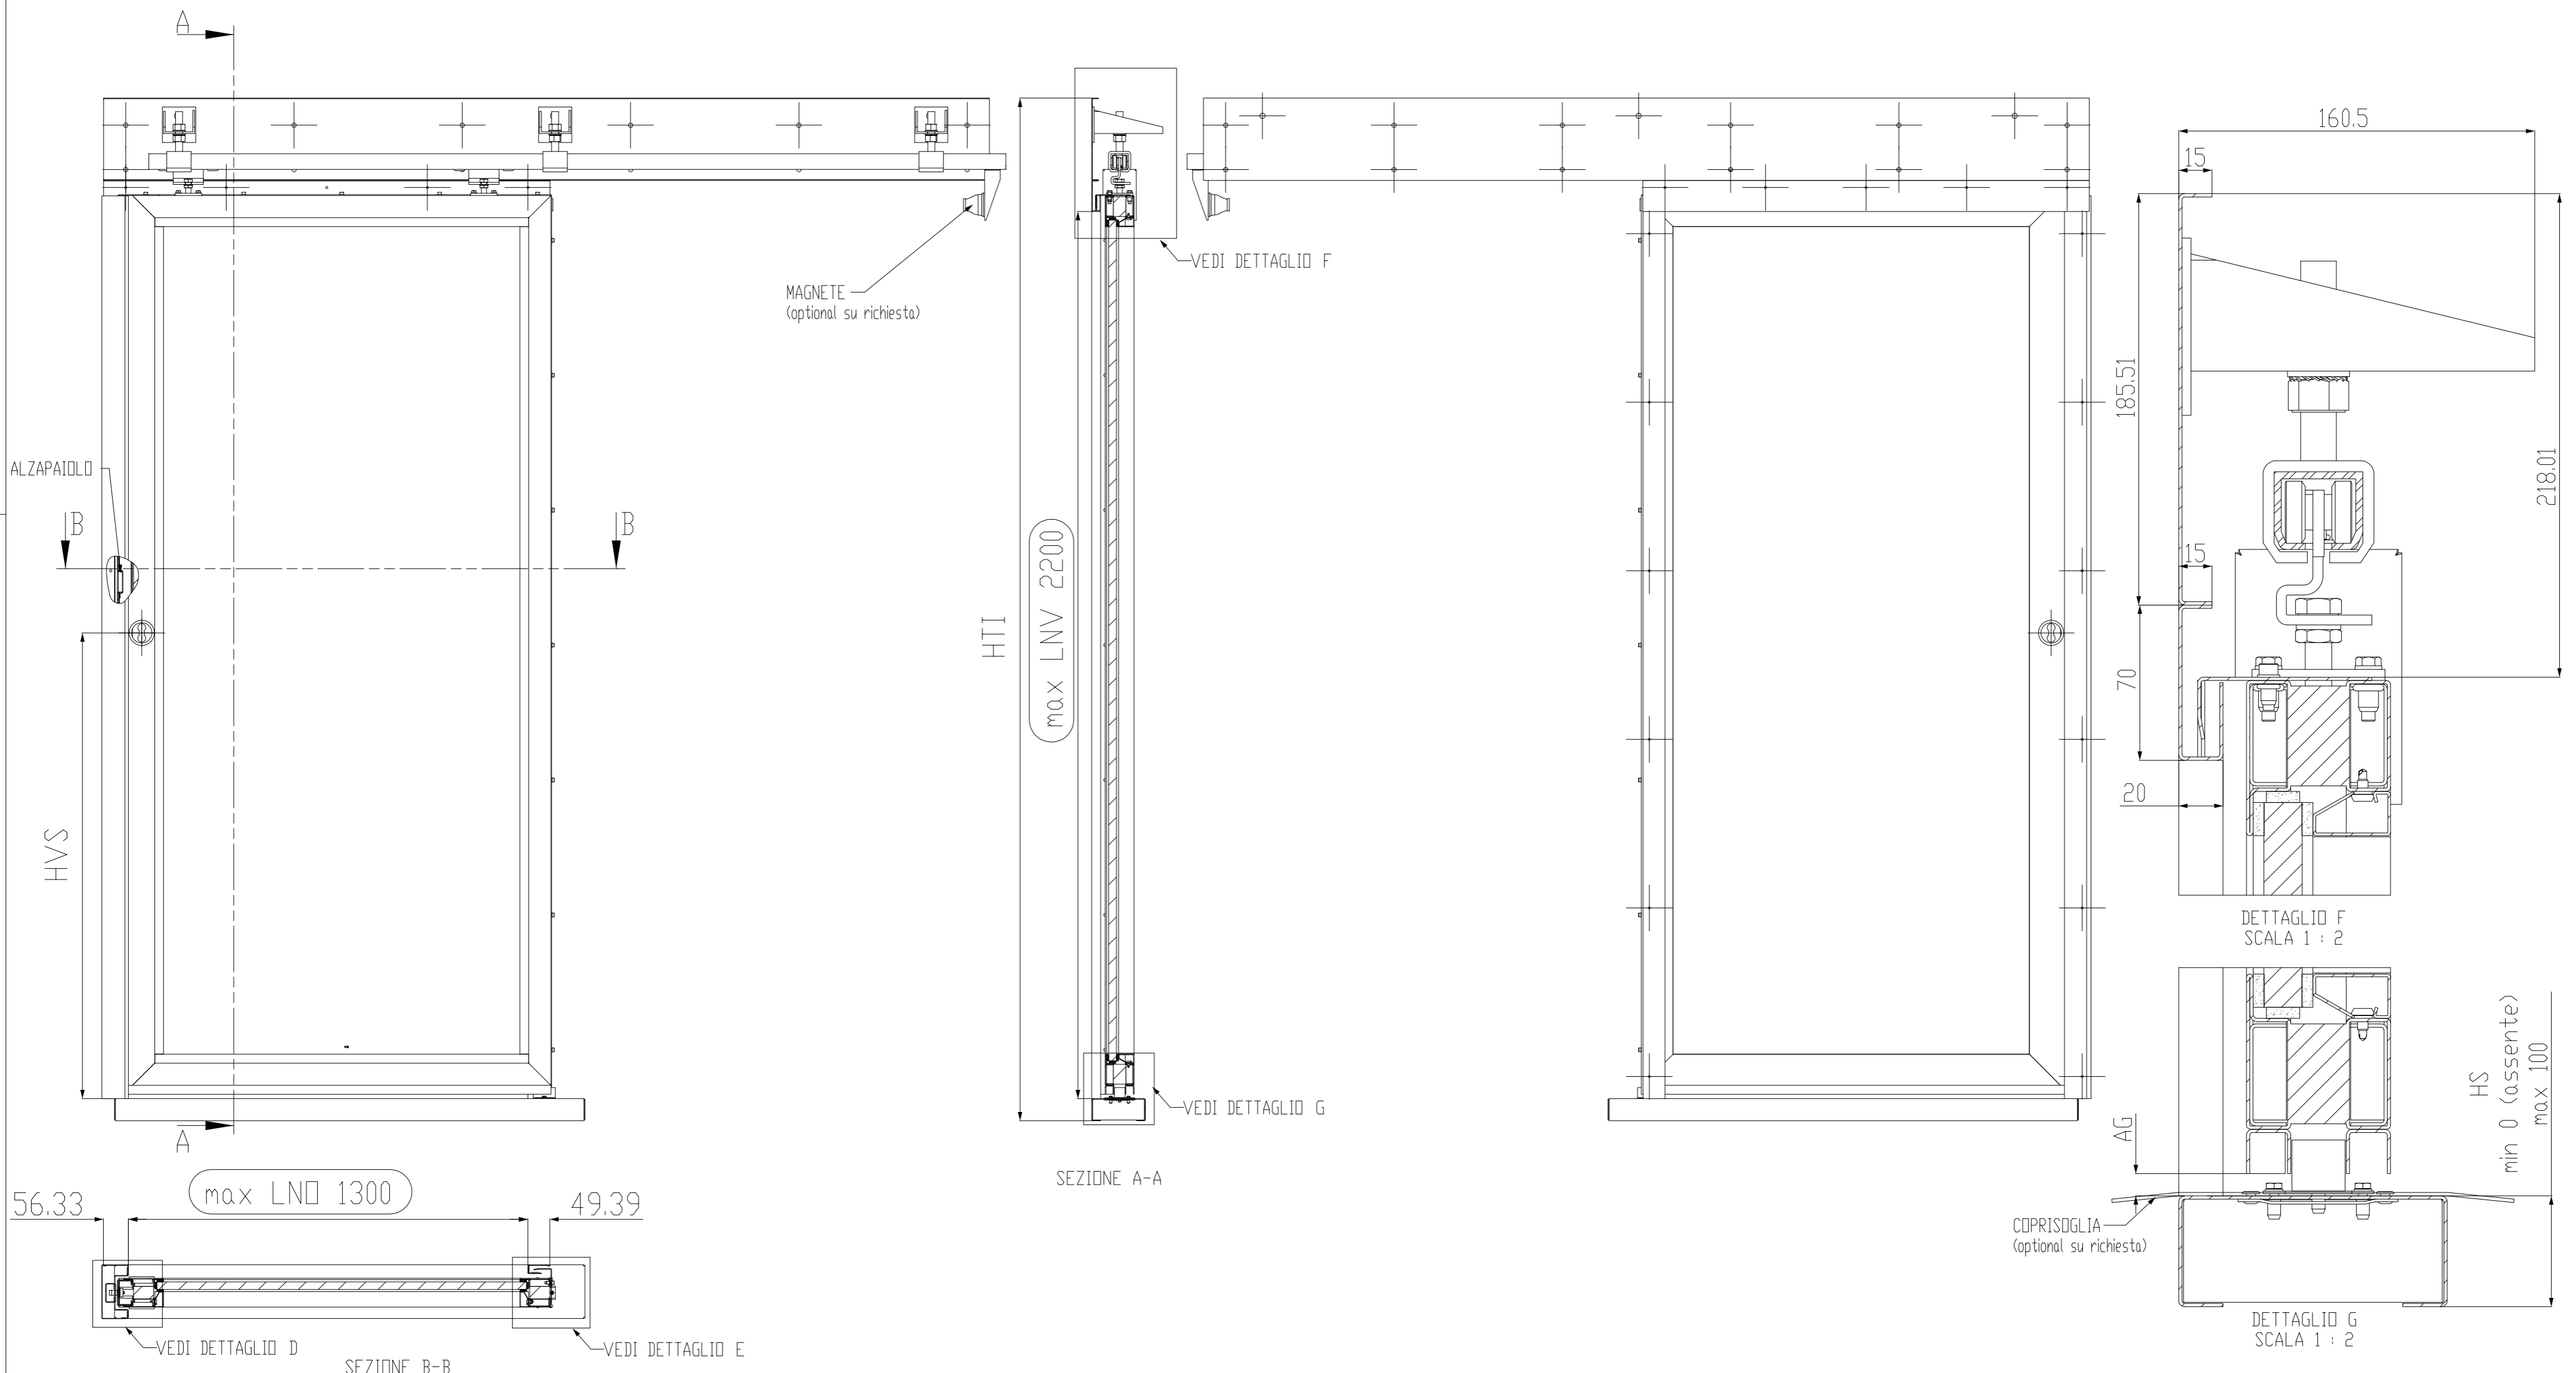 A
ALZAPAIOLO
B
B
HVS
A
MAGNETE
(optional su richiesta)
max LNO 1300
56.33
49.39
VEDI DETTAGLIO D
VEDI DETTAGLIO E
SEZIONE B-B
HTI
max LNV 2200
VEDI DETTAGLIO F
VEDI DETTAGLIO G
SEZIONE A-A
160.5
15
185.51
218.01
15
70
20
DETTAGLIO F
SCALA 1 : 2
AG
HS
min 0 (assente)
max 100
COPRISOGLIA
(optional su richiesta)
DETTAGLIO G
SCALA 1 : 2